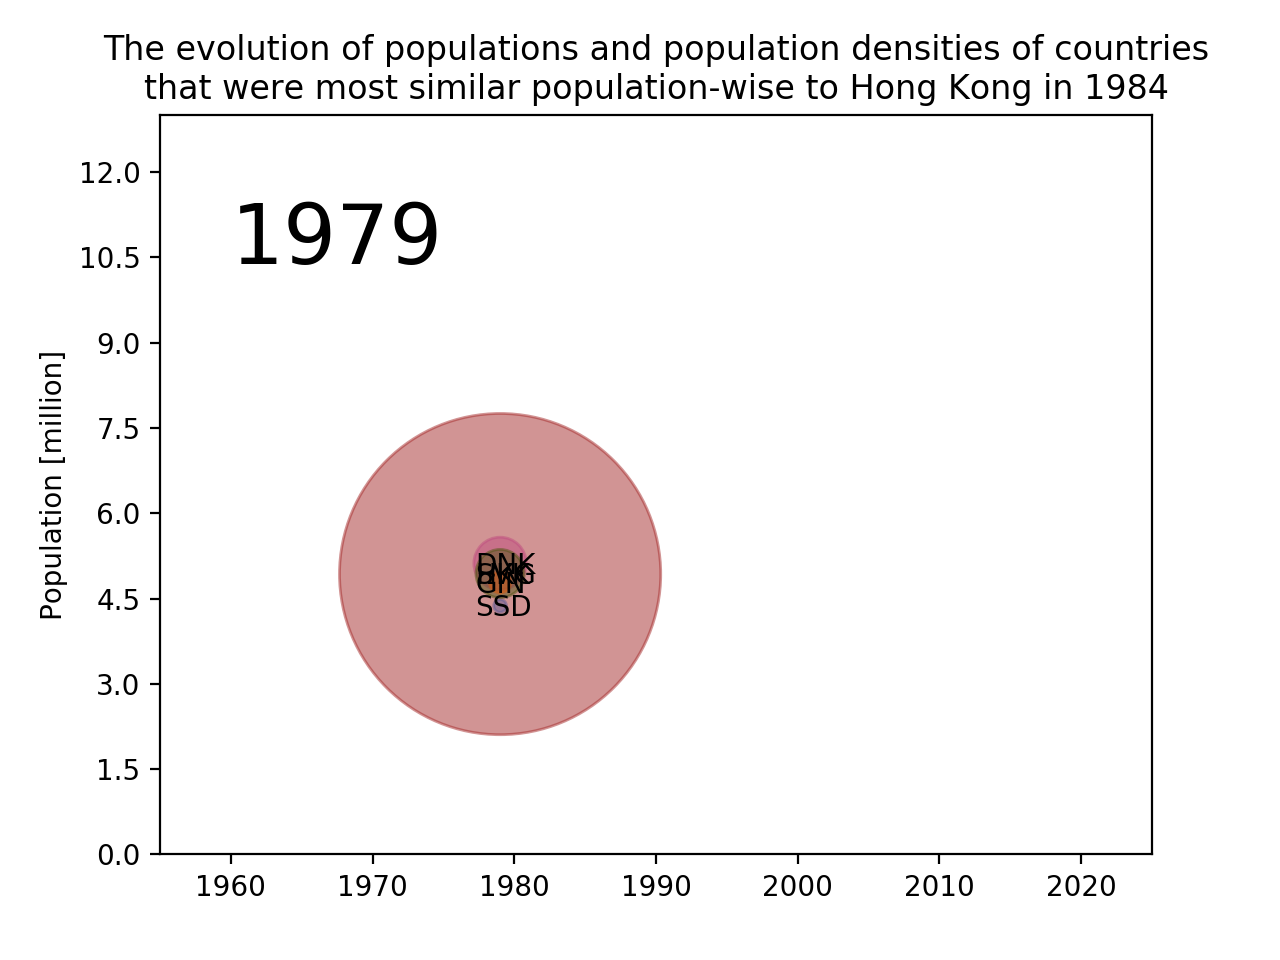 The evolution of populations and population densities of countries
that were most similar population-wise to Hong Kong in 1984
12.0
1979
10.5
9.0
Population [million]
7.5
6.0
DNK
4.5
GIN
SSD
3.0
1.5
0.0
1960 1970 1980 1990 2000 2010 2020